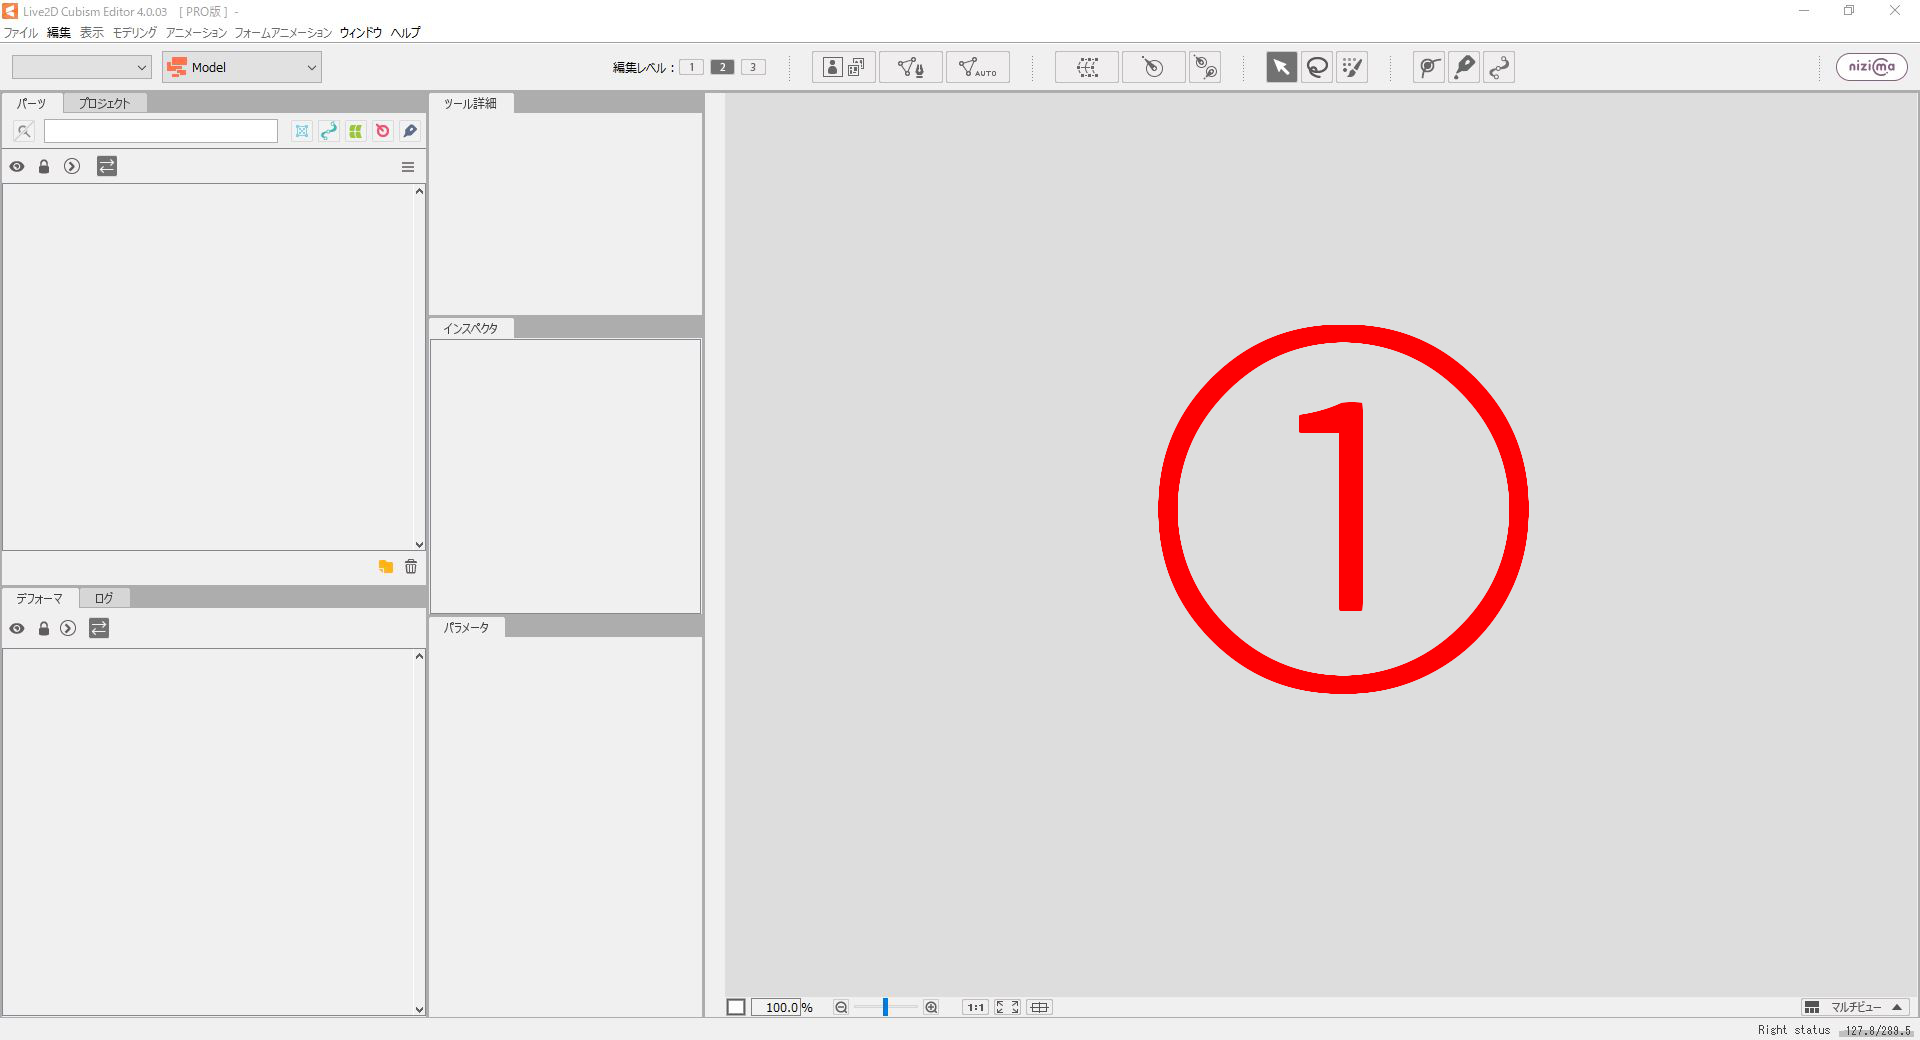 Live2D Cubism Editor 4.0.03 [ PRO版 ] -
ファイル 編集 表示 モデリング アニメーション フォームアニメーション ウィンドウ ヘルプ
Model
編集レベル : 1 2 3
AUTO
nizima
パーツ プロジェクト
ツール詳細
インスペクタ
デフォーマ ログ
パラメータ
1
100.0 %
1:1
マルチビュー
Right status 127.8/289.5